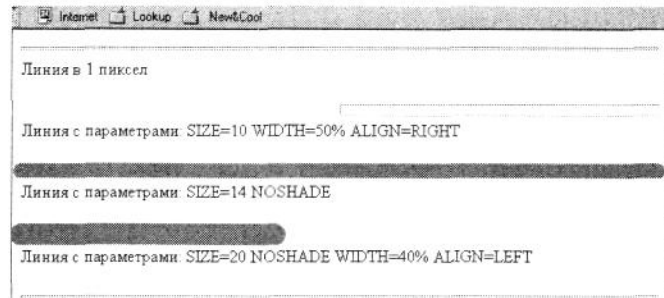 Internet Lookup New&Cool
Линия в 1 пиксел
Линия с параметрами: SIZE=10 WIDTH=50% ALIGN=RIGHT
Линия с параметрами: SIZE=14 NOSHADE
Линия с параметрами: SIZE=20 NOSHADE WIDTH=40% ALIGN=LEFT